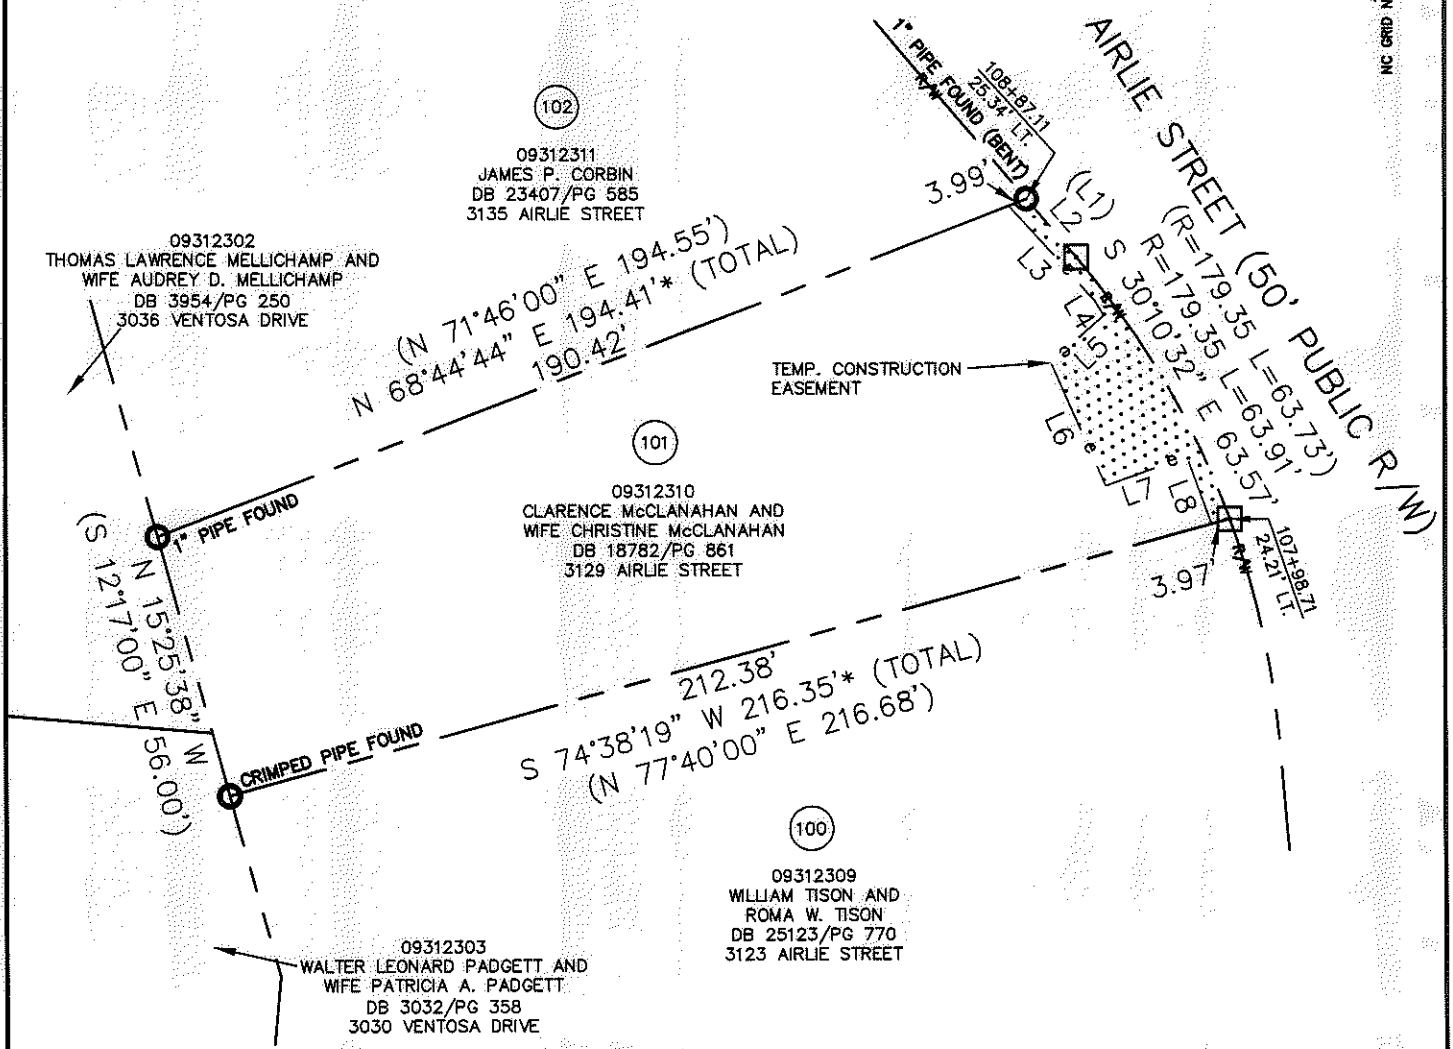 NC GRID N
AIRLIE STREET (50' PUBLIC R/W)
1" PIPE FOUND (BENT)
R/W
108+87.11
25.34' LT.
102
09312311
JAMES P. CORBIN
DB 23407/PG 585
3135 AIRLIE STREET
3.99'
(L1)
L2
L3
09312302
THOMAS LAWRENCE MELLICHAMP AND
WIFE AUDREY D. MELLICHAMP
DB 3954/PG 250
3036 VENTOSA DRIVE
(N 71°46'00" E 194.55')
N 68°44'44" E 194.41'* (TOTAL)
190.42'
(R=179.35 L=63.73')
R=179.35 L=63.91'
S 30°10'32" E 63.57'
R/W
L4
L5
TEMP. CONSTRUCTION
EASEMENT
e
L6
e
L7
e
L8
101
09312310
CLARENCE McCLANAHAN AND
WIFE CHRISTINE McCLANAHAN
DB 18782/PG 861
3129 AIRLIE STREET
1" PIPE FOUND
N 15°25'38" W
(S 12°17'00" E 56.00')
107+98.71
24.21' LT.
R/W
3.97'
212.38'
S 74°38'19" W 216.35'* (TOTAL)
(N 77°40'00" E 216.68')
CRIMPED PIPE FOUND
100
09312309
WILLIAM TISON AND
ROMA W. TISON
DB 25123/PG 770
3123 AIRLIE STREET
09312303
WALTER LEONARD PADGETT AND
WIFE PATRICIA A. PADGETT
DB 3032/PG 358
3030 VENTOSA DRIVE